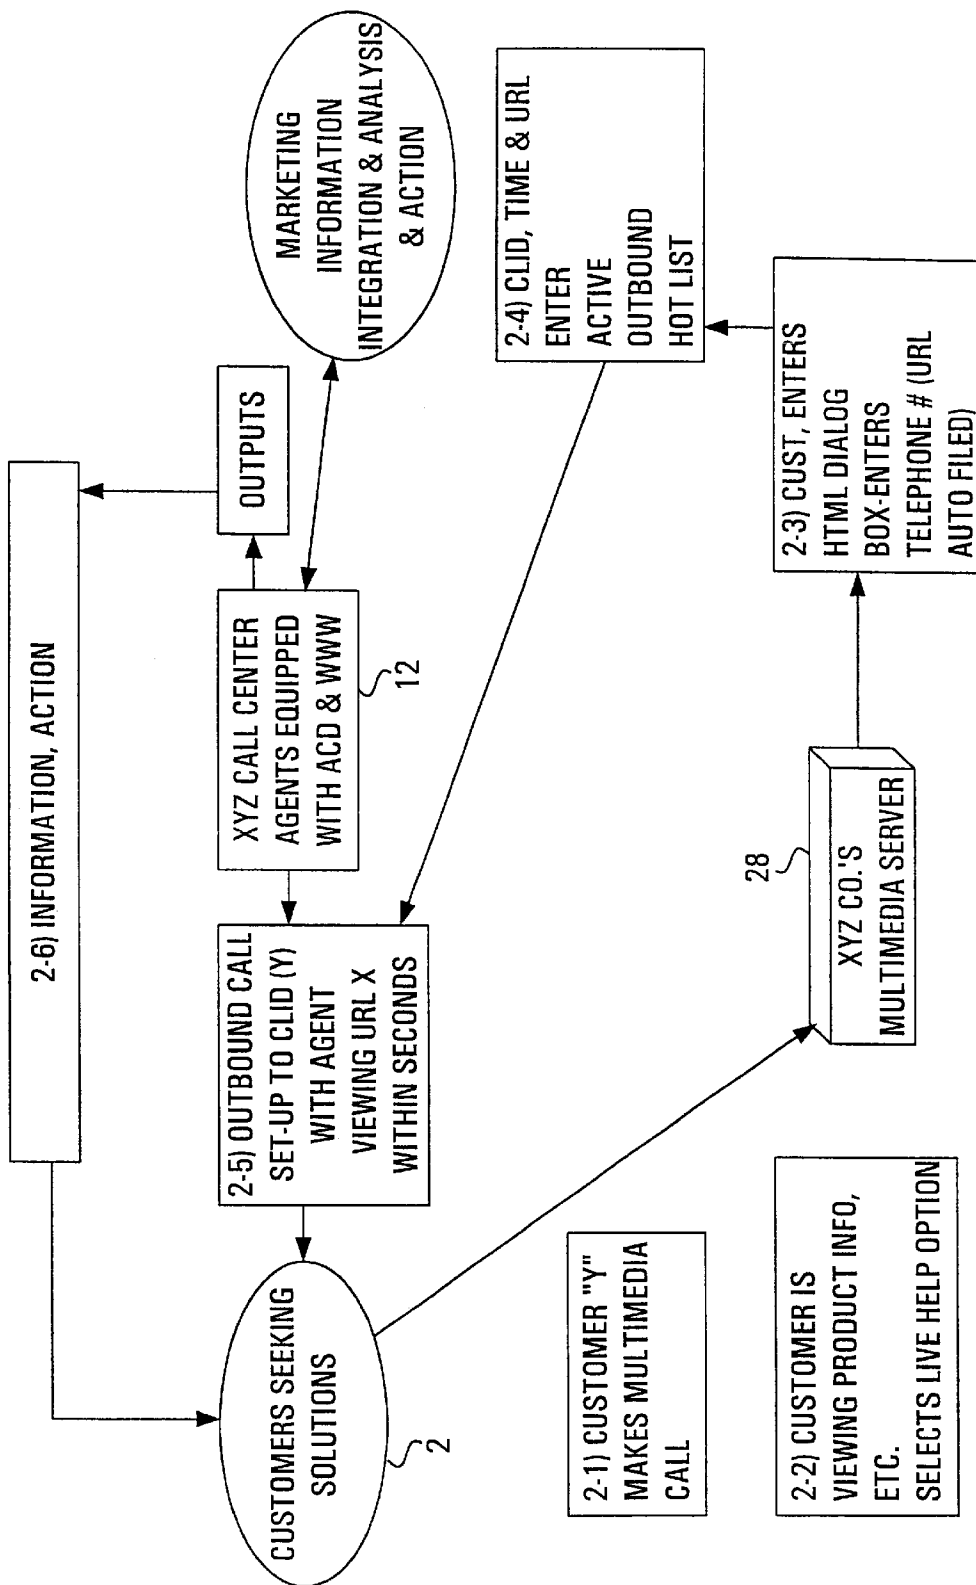 2-6) INFORMATION, ACTION
CUSTOMERS SEEKING
SOLUTIONS
2
2-5) OUTBOUND CALL
SET-UP TO CLID (Y)
WITH AGENT
VIEWING URL X
WITHIN SECONDS
XYZ CALL CENTER
AGENTS EQUIPPED
WITH ACD & WWW
12
OUTPUTS
MARKETING
INFORMATION
INTEGRATION & ANALYSIS
& ACTION
2-1) CUSTOMER "Y"
MAKES MULTIMEDIA
CALL
2-4) CLID, TIME & URL
ENTER
ACTIVE
OUTBOUND
HOT LIST
2-2) CUSTOMER IS
VIEWING PRODUCT INFO,
ETC.
SELECTS LIVE HELP OPTION
28
XYZ CO.'S
MULTIMEDIA SERVER
2-3) CUST, ENTERS
HTML DIALOG
BOX-ENTERS
TELEPHONE # (URL
AUTO FILED)